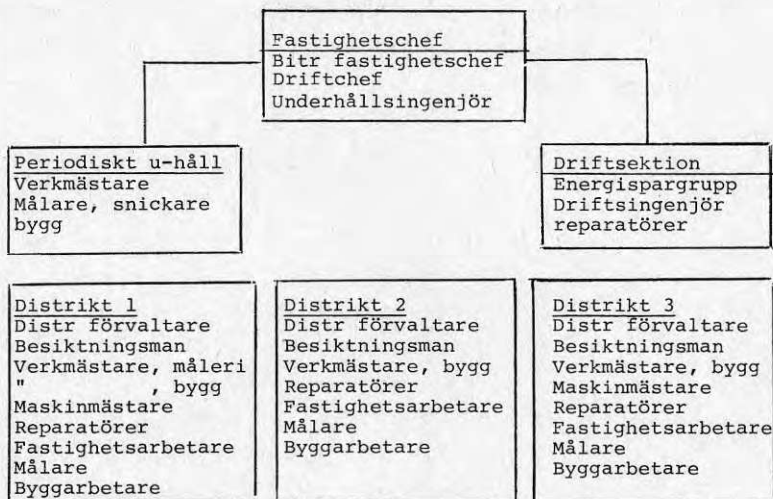 Fastighetschef
Bitr fastighetschef
Driftchef
Underhållsingenjör
Periodiskt u-håll
Verkmästare
Målare, snickare
bygg
Driftsektion
Energispargrupp
Driftsingenjör
reparatörer
Distrikt 1
Distr förvaltare
Besiktningsman
Verkmästare, måleri
" , bygg
Maskinmästare
Reparatörer
Fastighetsarbetare
Målare
Byggarbetare
Distrikt 2
Distr förvaltare
Besiktningsman
Verkmästare, bygg
Reparatörer
Fastighetsarbetare
Målare
Byggarbetare
Distrikt 3
Distr förvaltare
Besiktningsman
Verkmästare, bygg
Maskinmästare
Reparatörer
Fastighetsarbetare
Målare
Byggarbetare